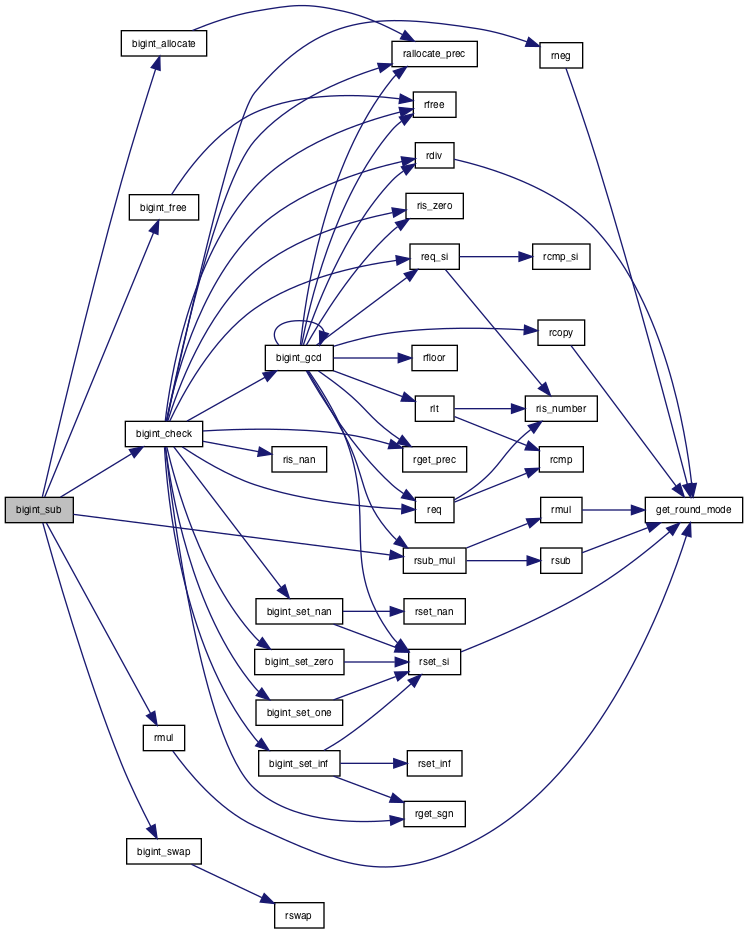 bigint_allocate
rallocate_prec
rneg
rfree
rdiv
bigint_free
ris_zero
req_si
rcmp_si
rcopy
bigint_gcd
rfloor
rlt
ris_number
bigint_check
ris_nan
rget_prec
rcmp
bigint_sub
req
rmul
get_round_mode
rsub_mul
rsub
bigint_set_nan
rset_nan
bigint_set_zero
rset_si
bigint_set_one
rmul
bigint_set_inf
rset_inf
rget_sgn
bigint_swap
rswap